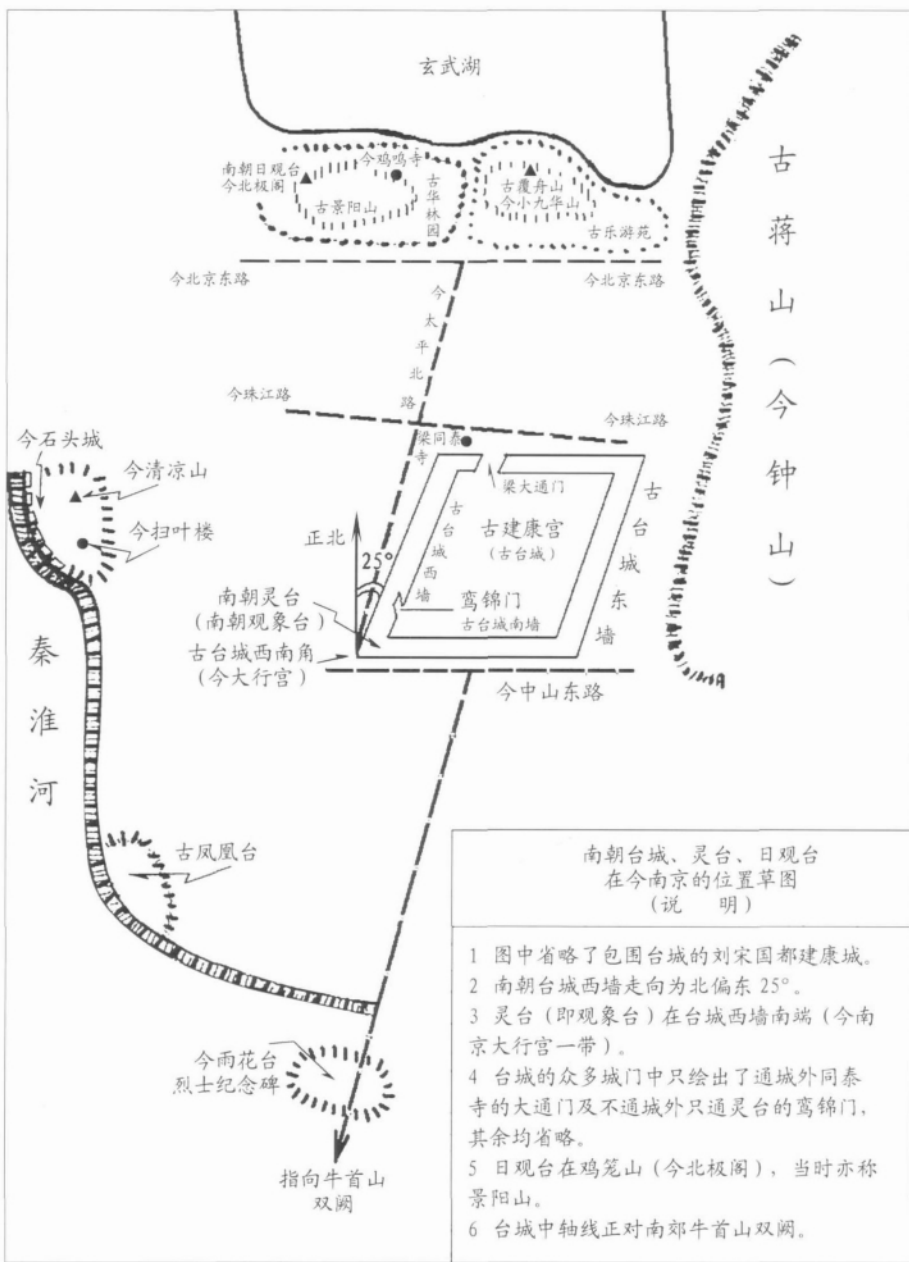 玄武湖
南朝日观台
今北极阁
今鸡鸣寺
古景阳山
古华林园
古覆舟山
今小九华山
古乐游苑
古蒋山(今钟山)
今北京东路
今北京东路
今太平北路
今珠江路
今珠江路
今石头城
今清凉山
今扫叶楼
梁同泰寺
梁大通门
古台城西墙
古建康宫
(古台城)
古台城东墙
正北
25°
鸾锦门
古台城南墙
南朝灵台
(南朝观象台)
古台城西南角
(今大行宫)
今中山东路
秦淮河
古凤凰台
今雨花台
烈士纪念碑
指向牛首山
双阙
南朝台城、灵台、日观台
在今南京的位置草图
(说 明)
1 图中省略了包围台城的刘宋国都建康城。
2 南朝台城西墙走向为北偏东 25°。
3 灵台(即观象台)在台城西墙南端(今南
京大行宫一带)。
4 台城的众多城门中只绘出了通城外同泰
寺的大通门及不通城外只通灵台的鸾锦门,
其余均省略。
5 日观台在鸡笼山(今北极阁),当时亦称
景阳山。
6 台城中轴线正对南郊牛首山双阙。